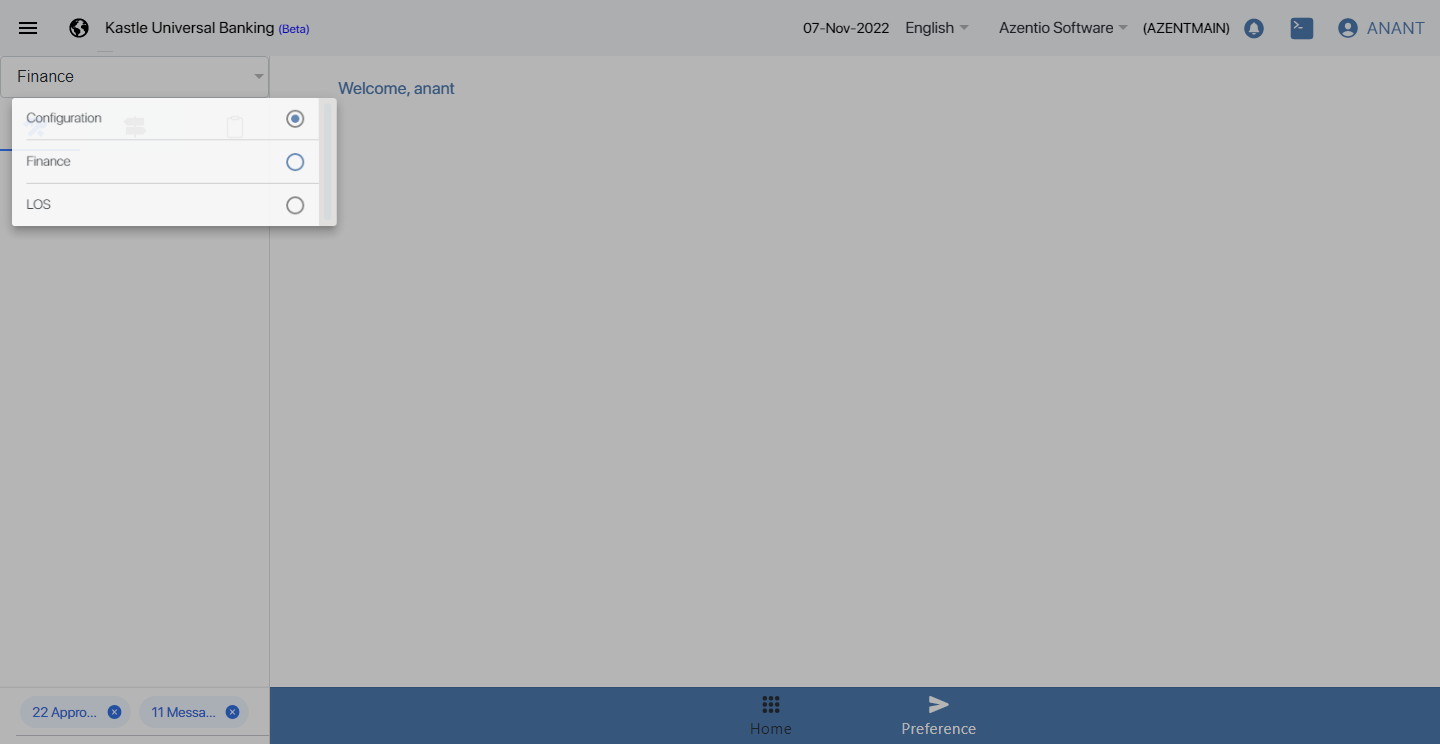 Kastle Universal Banking (Beta)
07-Nov-2022 English Azentio Software (AZENTMAIN) ANANT
Finance
Welcome, anant
Configuration
Finance
LOS
22 Appro... 11 Messa...
Home Preference